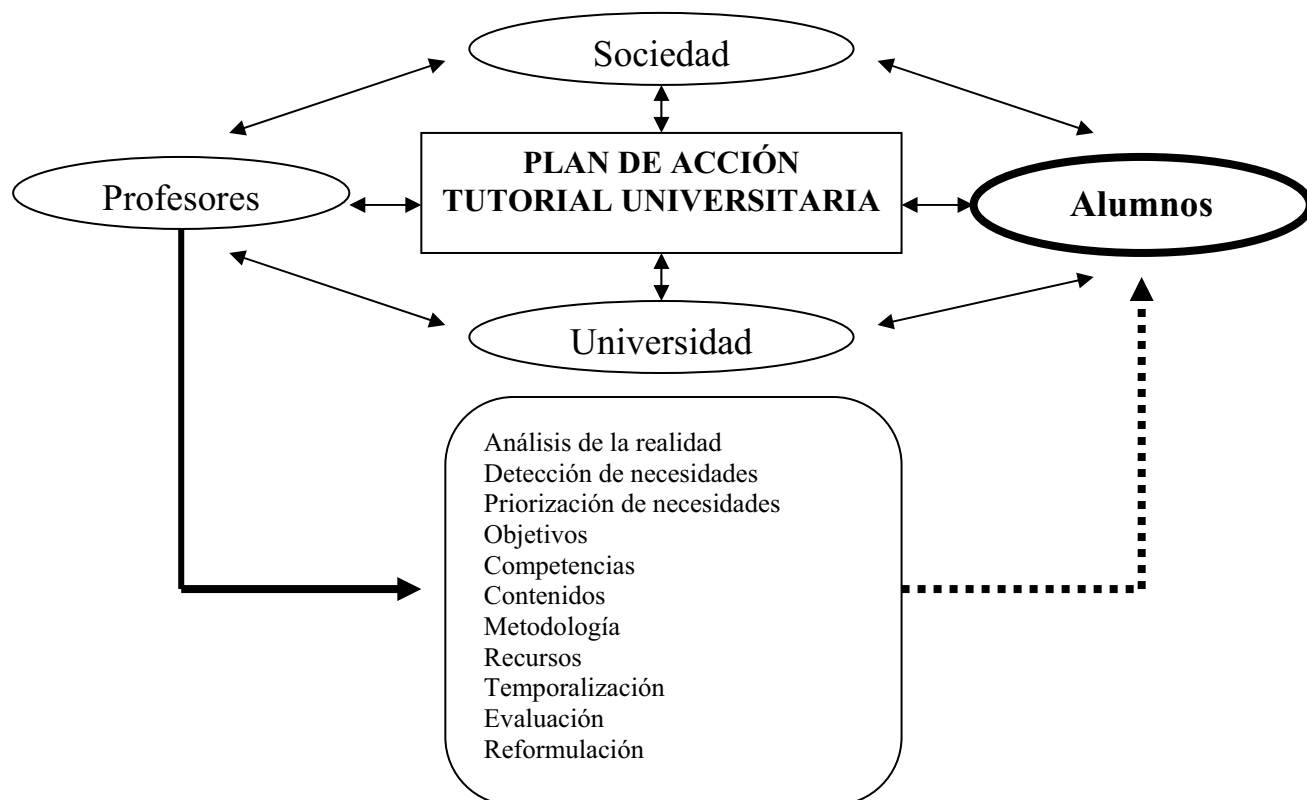 Sociedad
PLAN DE ACCIÓN
TUTORIAL UNIVERSITARIA
Profesores
Alumnos
Universidad
Análisis de la realidad
Detección de necesidades
Priorización de necesidades
Objetivos
Competencias
Contenidos
Metodología
Recursos
Temporalización
Evaluación
Reformulación